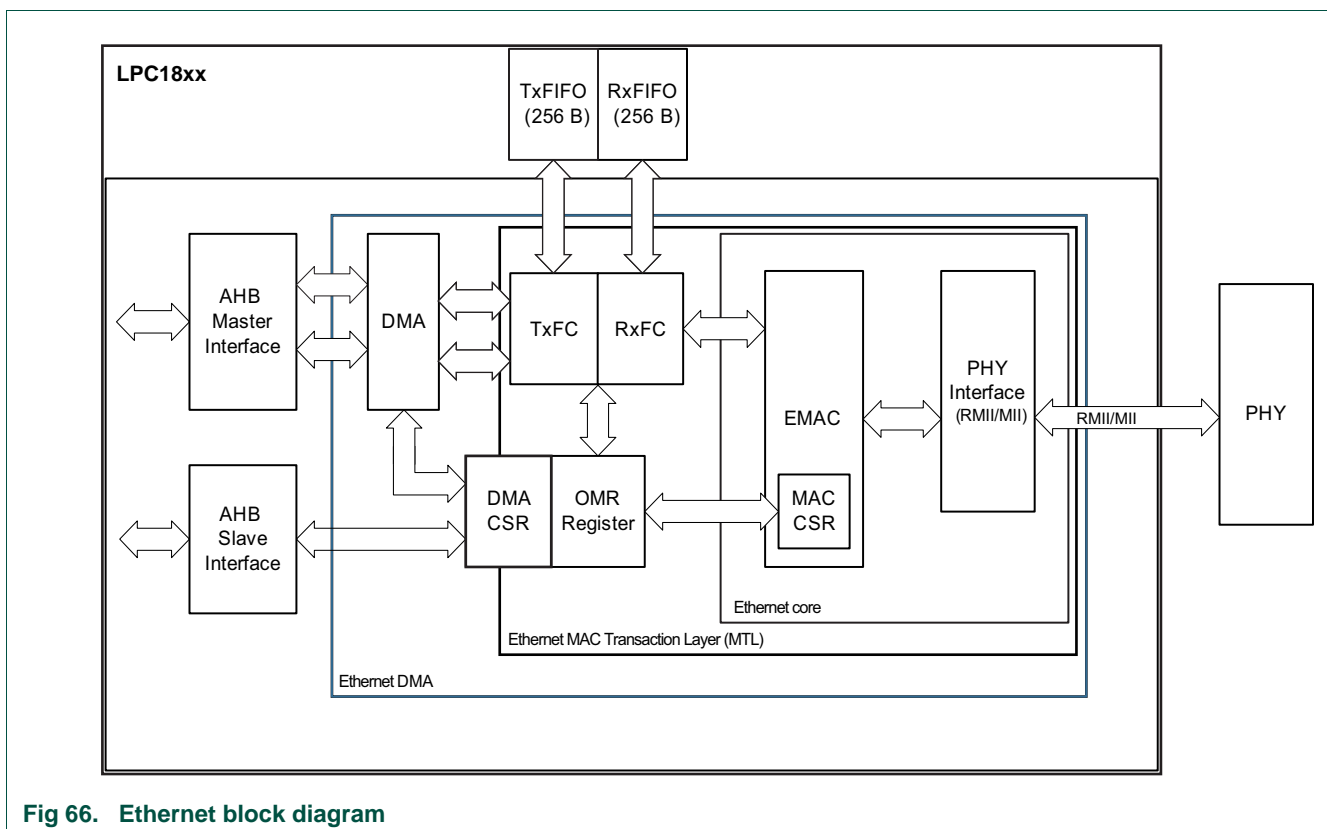 LPC18xx
TxFIFO
(256 B)
RxFIFO
(256 B)
AHB
Master
Interface
DMA
TxFC
RxFC
EMAC
PHY
Interface
(RMII/MII)
RMII/MII
PHY
AHB
Slave
Interface
DMA
CSR
OMR
Register
MAC
CSR
Ethernet core
Ethernet MAC Transaction Layer (MTL)
Ethernet DMA
Fig 66. Ethernet block diagram